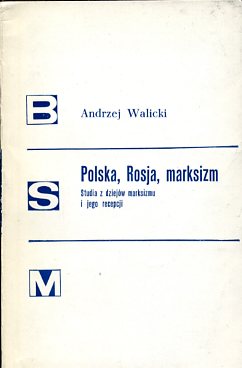 B
Andrzej Walicki
Polska, Rosja, marksizm
S
Studia z dziejów marksizmu
i jego recepcji
M